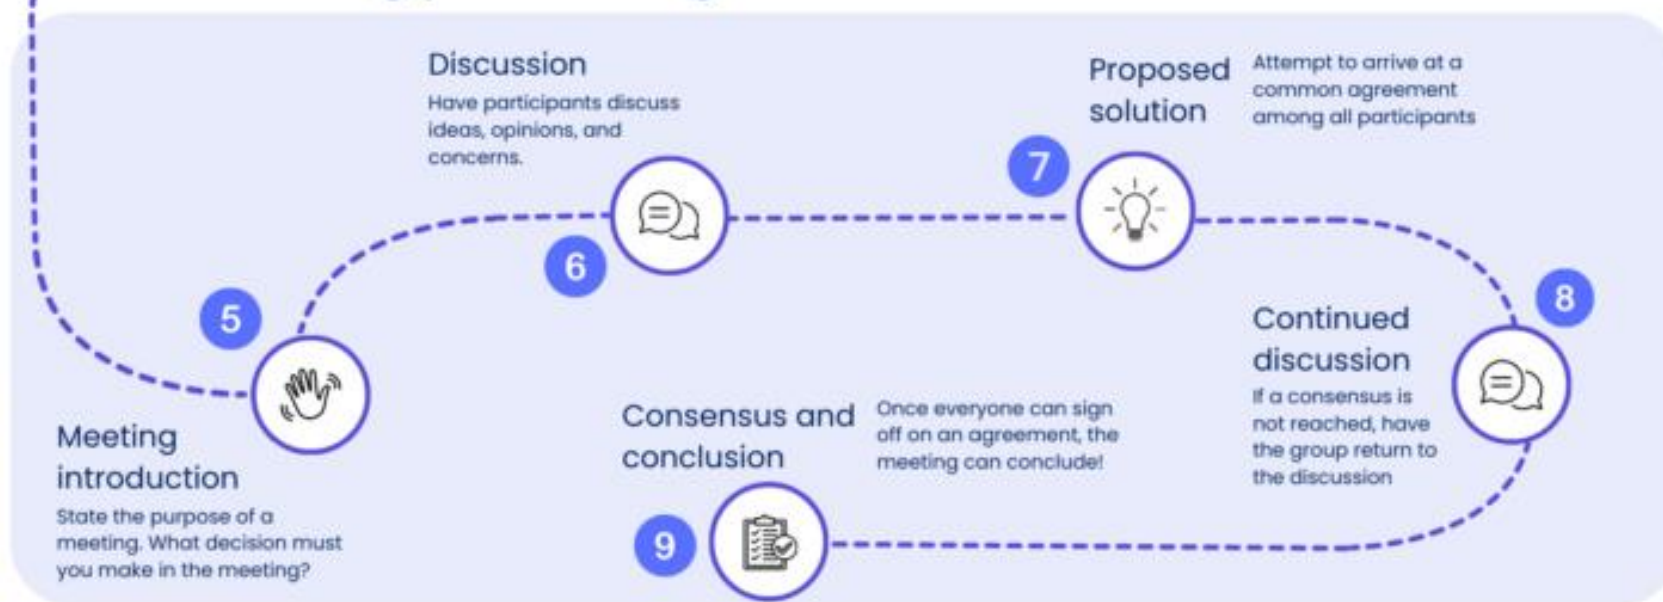 5
Meeting
introduction
State the purpose of a
meeting. What decision must
you make in the meeting?
Discussion
Have participants discuss
ideas, opinions, and
concerns.
6
7
Proposed
solution
Attempt to arrive at a
common agreement
among all participants
8
Continued
discussion
If a consensus is
not reached, have
the group return to
the discussion
Consensus and
conclusion
Once everyone can sign
off on an agreement, the
meeting can conclude!
9